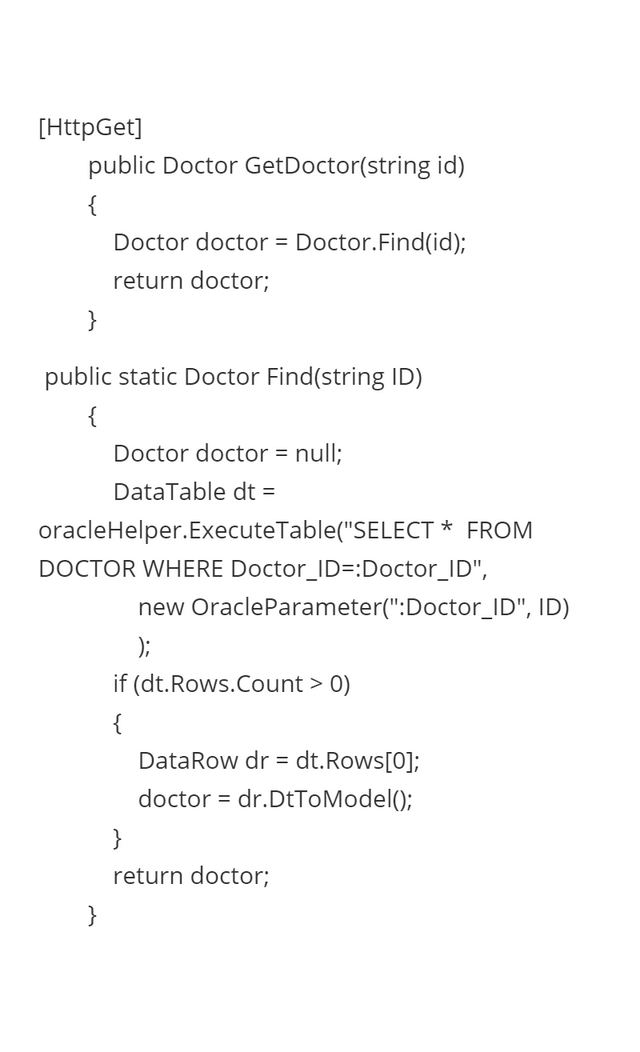 [HttpGet]
public Doctor GetDoctor(string id)
{
Doctor doctor = Doctor.Find(id);
return doctor;
}
public static Doctor Find(string ID)
{
Doctor doctor = null;
DataTable dt =
oracleHelper.ExecuteTable("SELECT *  FROM
DOCTOR WHERE Doctor_ID=:Doctor_ID",
new OracleParameter(":Doctor_ID", ID)
);
if (dt.Rows.Count > 0)
{
DataRow dr = dt.Rows[0];
doctor = dr.DtToModel();
}
return doctor;
}